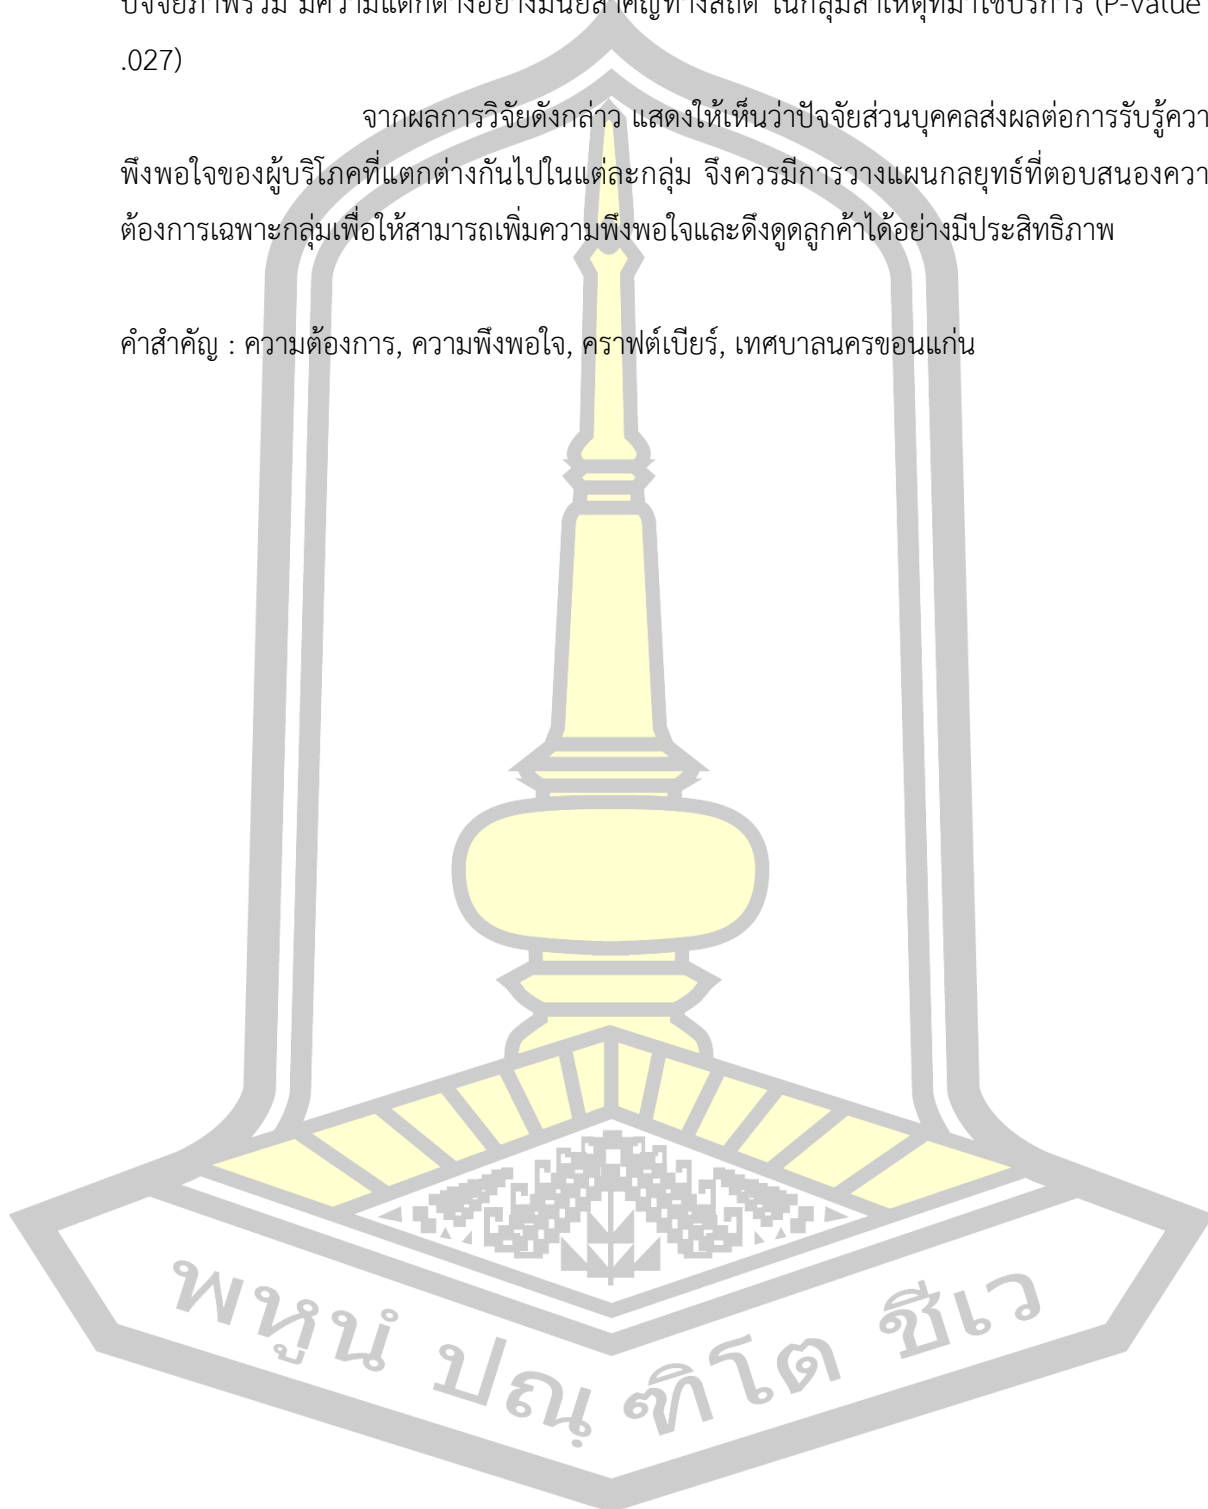 ปัจจัยภาพรวม มีความแตกต่างอย่างมีนัยสำคัญทางสถิติ ในกลุ่มสาเหตุที่มาใช้บริการ (P-value
.027)
จากผลการวิจัยดังกล่าว แสดงให้เห็นว่าปัจจัยส่วนบุคคลส่งผลต่อการรับรู้ควา
พึงพอใจของผู้บริโภคที่แตกต่างกันไปในแต่ละกลุ่ม จึงควรมีการวางแผนกลยุทธ์ที่ตอบสนองควา
ต้องการเฉพาะกลุ่มเพื่อให้สามารถเพิ่มความพึงพอใจและดึงดูดลูกค้าได้อย่างมีประสิทธิภาพ
คำสำคัญ : ความต้องการ, ความพึงพอใจ, คราฟต์เบียร์, เทศบาลนครขอนแก่น
พหูนํ ปณฺฑิโต ชีเว